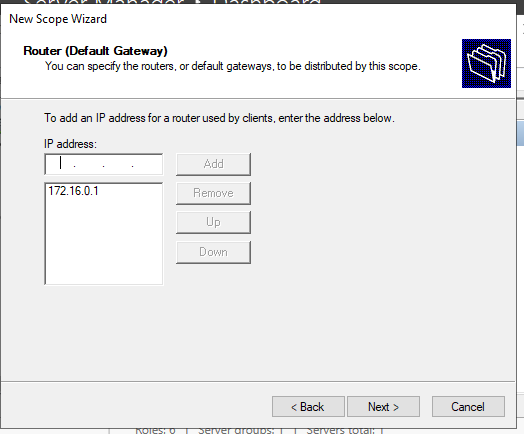 Server Manager Dashboard
New Scope Wizard
Router (Default Gateway)
You can specify the routers, or default gateways, to be distributed by this scope.
To add an IP address for a router used by clients, enter the address below.
IP address:
. . .
Add
172.16.0.1
Remove
Up
Down
< Back
Next >
Cancel
Roles: 6 | Server groups: 1 | Servers total: 1